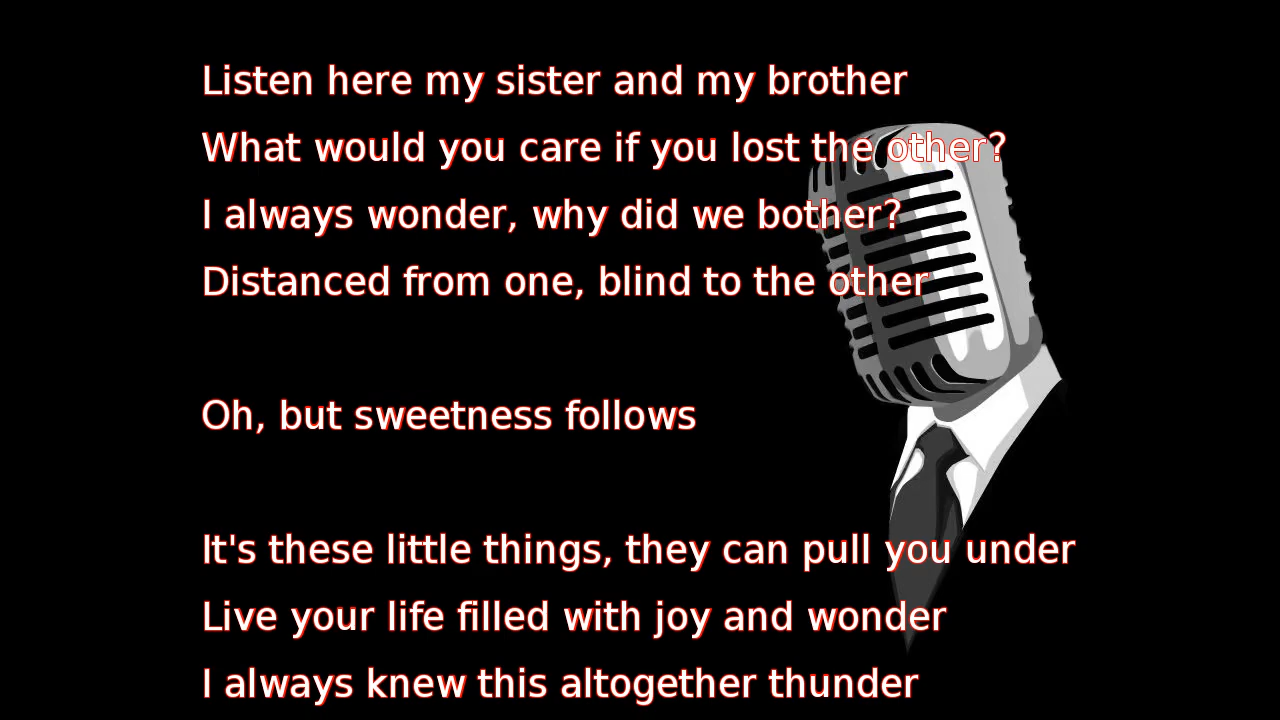 Listen here my sister and my brother
What would you care if you lost the other?
I always wonder, why did we bother?
Distanced from one, blind to the other
Oh, but sweetness follows
It's these little things, they can pull you under
Live your life filled with joy and wonder
I always knew this altogether thunder